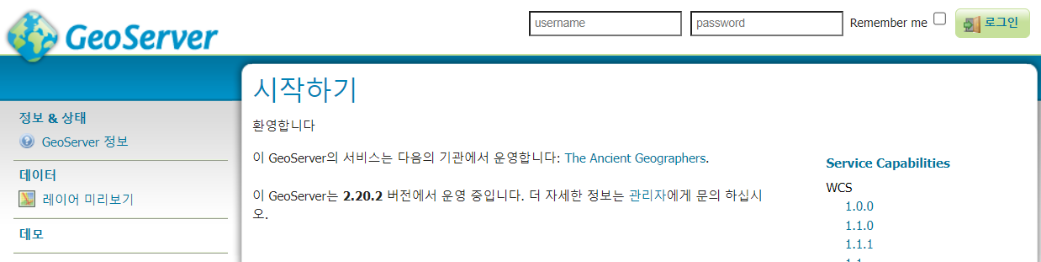 GeoServer
username
password
Remember me
로그인
정보 & 상태
GeoServer 정보
데이터
레이어 미리보기
데모
시작하기
환영합니다
이 GeoServer의 서비스는 다음의 기관에서 운영합니다: The Ancient Geographers.
이 GeoServer는 2.20.2 버전에서 운영 중입니다. 더 자세한 정보는 관리자에게 문의 하십시
오.
Service Capabilities
WCS
1.0.0
1.1.0
1.1.1